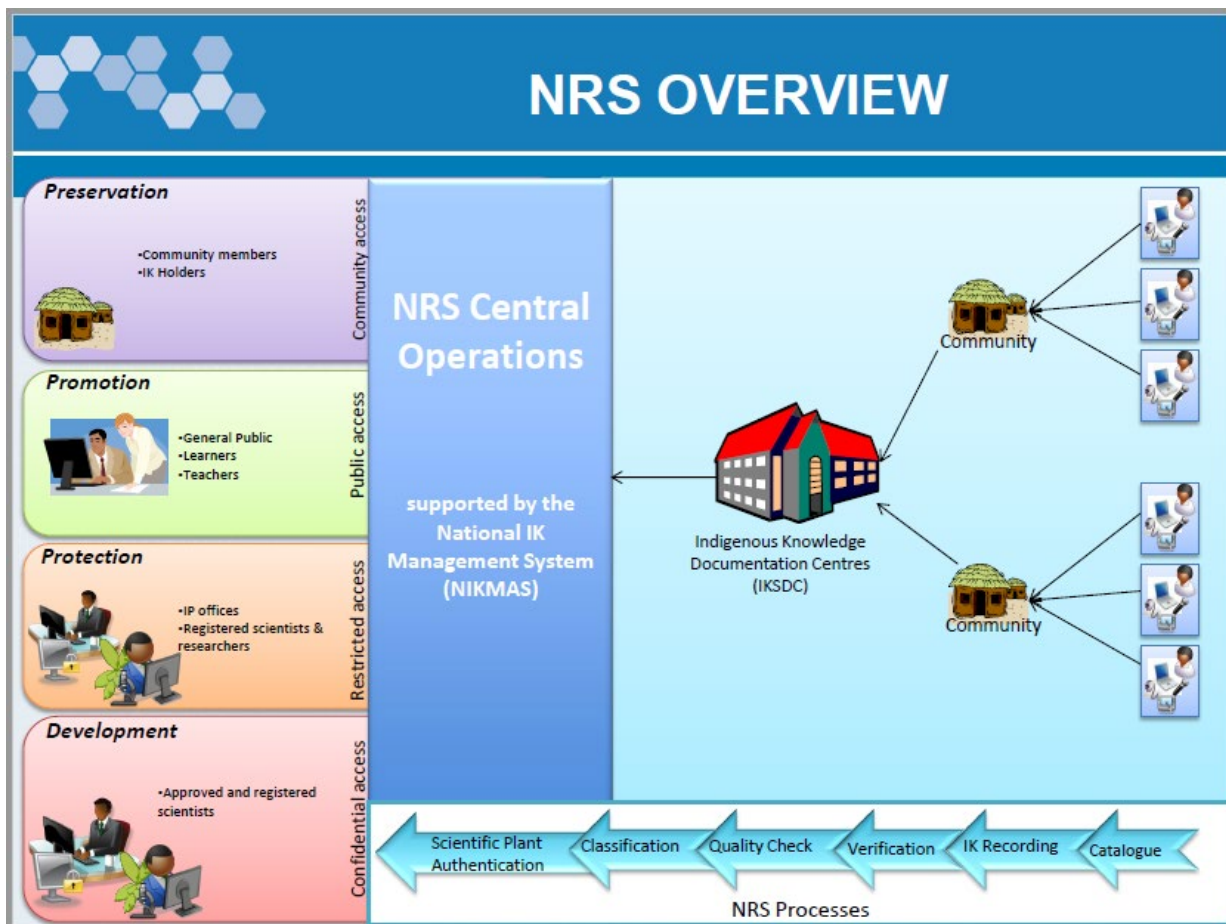 NRS OVERVIEW
Preservation
•Community members
•IK Holders
Community access
Promotion
•General Public
•Learners
•Teachers
Public access
Protection
•IP offices
•Registered scientists &
researchers
Restricted access
Development
•Approved and registered
scientists
Confidential access
NRS Central
Operations
supported by the
National IK
Management System
(NIKMAS)
Community
Indigenous Knowledge
Documentation Centres
(IKSDC)
Community
Scientific Plant
Authentication
Classification
Quality Check
Verification
IK Recording
Catalogue
NRS Processes